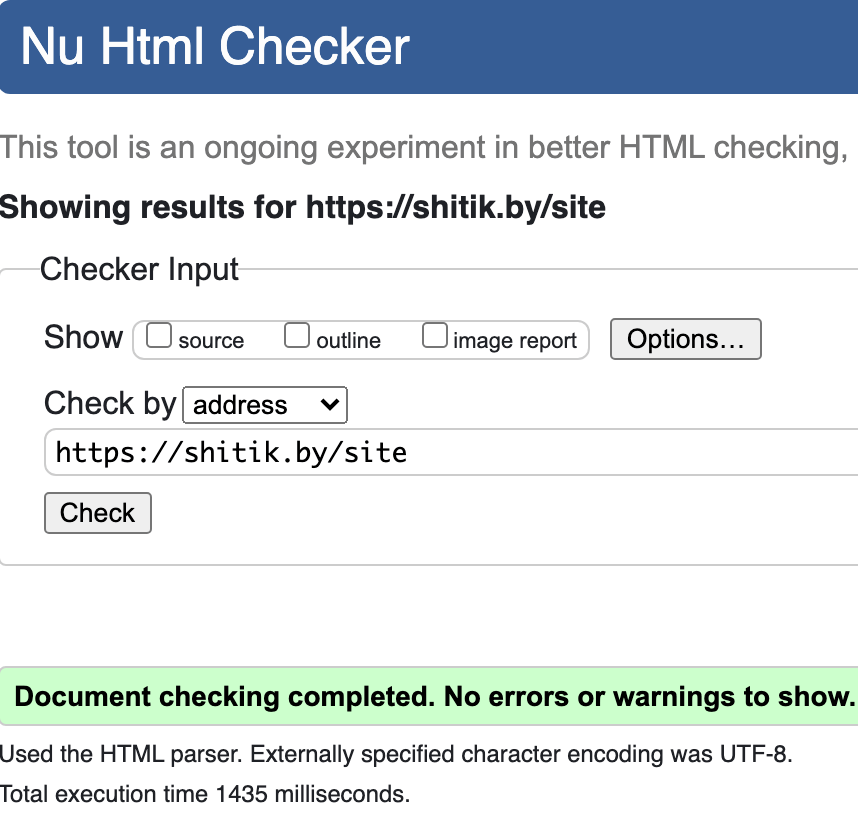 Nu Html Checker
This tool is an ongoing experiment in better HTML checking,
Showing results for https://shitik.by/site
Checker Input
Show source outline image report Options…
Check by address
https://shitik.by/site
Check
Document checking completed. No errors or warnings to show.
Used the HTML parser. Externally specified character encoding was UTF-8.
Total execution time 1435 milliseconds.